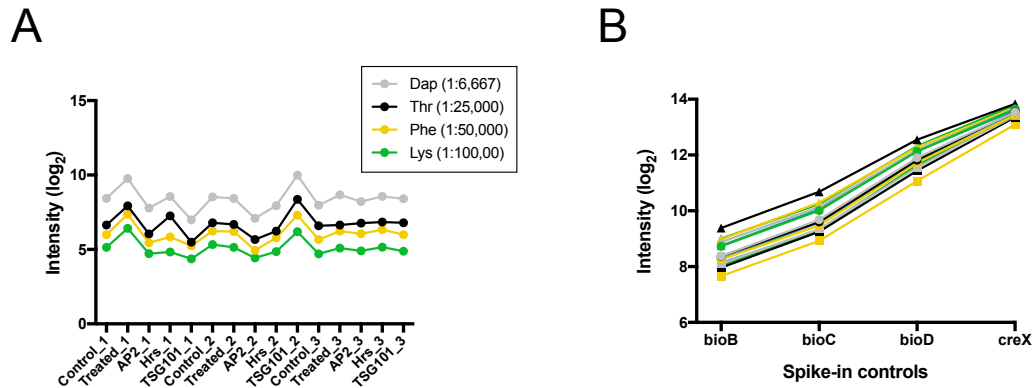 A
B
Dap (1:6,667)
Thr (1:25,000)
Phe (1:50,000)
Lys (1:100,00)
Intensity (log2)
15
10
5
0
Control_1
Treated_1
AP2_1
Hrs_1
TSG101_1
Control_2
Treated_2
AP2_2
Hrs_2
TSG101_2
Control_3
Treated_3
AP2_3
Hrs_3
TSG101_3
Intensity (log2)
14
12
10
8
6
bioB bioC bioD creX
Spike-in controls